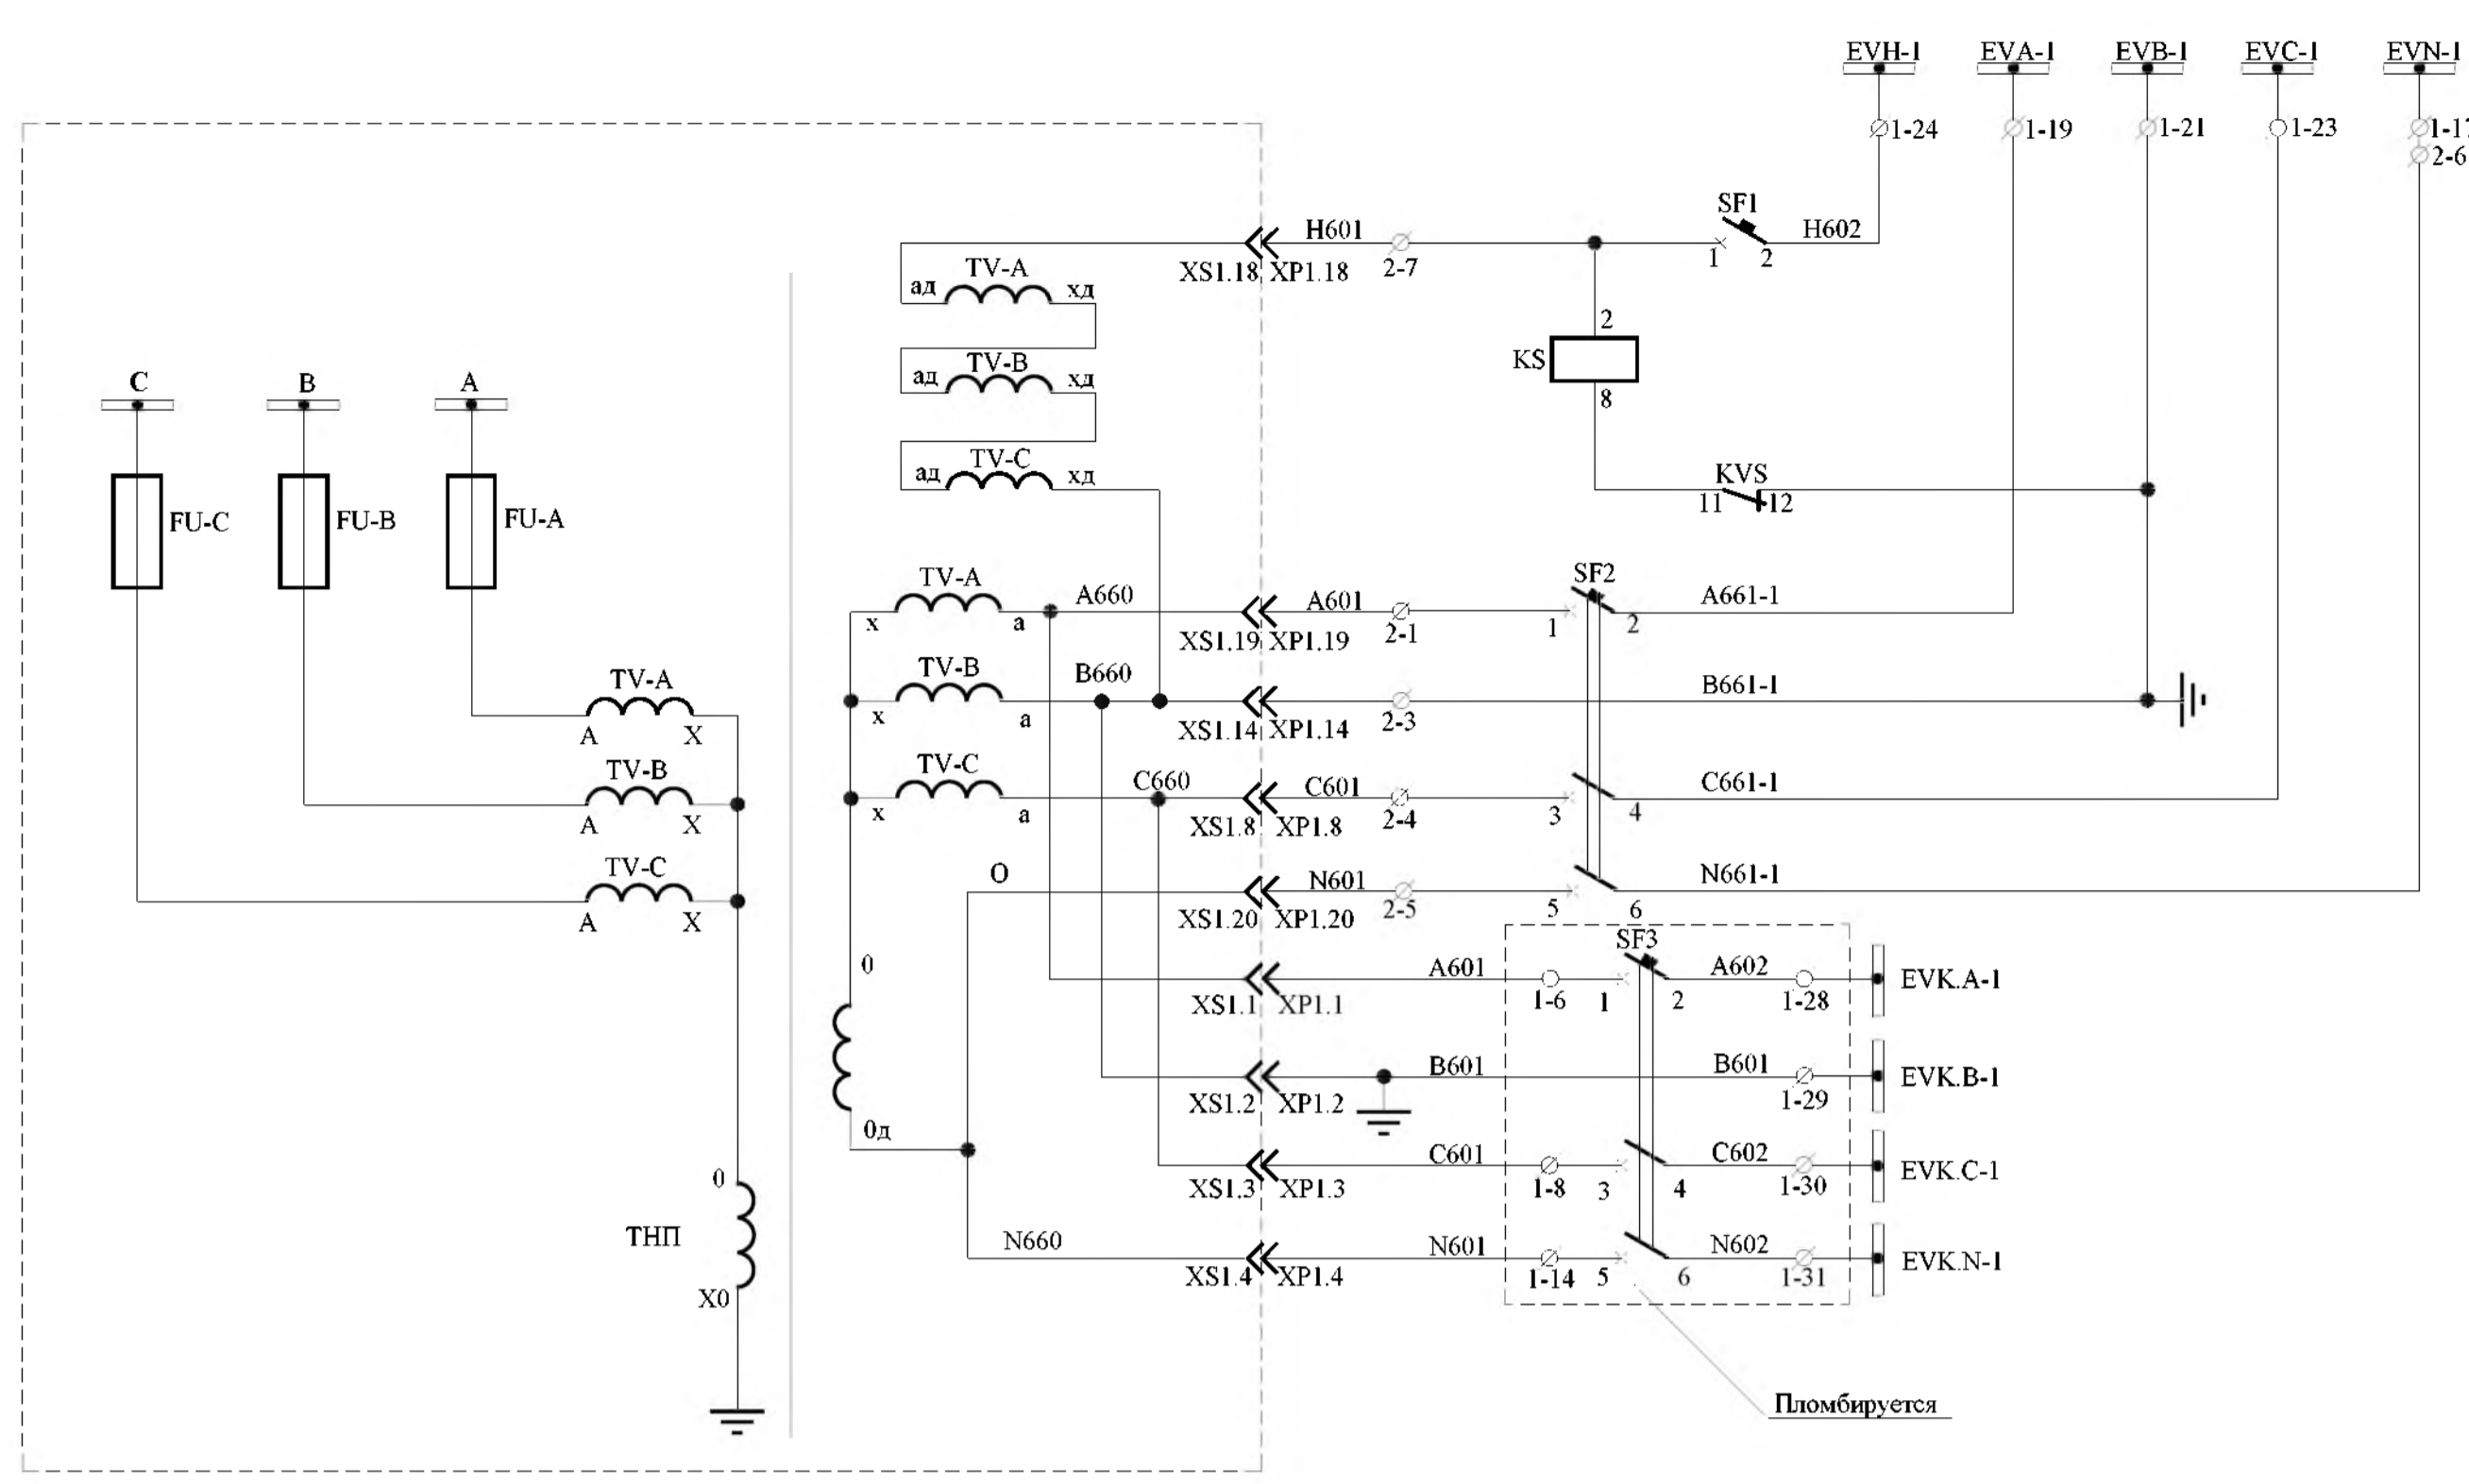 EVH-1 EVA-1 EVB-1 EVC-1 EVN-1
1-24 1-19 1-21 1-23
2-6
SF1
H601 H602
XS1.18 XP1.18 2-7 1 2
TV-A
ад хд
2
KS
8
TV-B
ад хд
C B A
TV-C
ад хд
KVS
11 12
FU-C FU-B FU-A
SF2
TV-A A660 A601 A661-1
x a XS1.19 XP1.19 2-1 1 2
TV-B B660 B661-1
x a XS1.14 XP1.14 2-3
TV-C C660 C601 C661-1
x a XS1.8 XP1.8 2-4 3 4
TV-A
A X
TV-B
A X
TV-C
A X
O N601 N661-1
XS1.20 XP1.20 2-5 5 6
SF3
0 A601 A602
XS1.1 XP1.1 1-6 1 2 1-28 EVK.A-1
B601 B601
XS1.2 XP1.2 1-29 EVK.B-1
0д
C601 C602
XS1.3 XP1.3 1-8 3 4 1-30 EVK.C-1
0
ТНП
X0
N660 N601 N602
XS1.4 XP1.4 1-14 5 6 1-31 EVK.N-1
Пломбируется